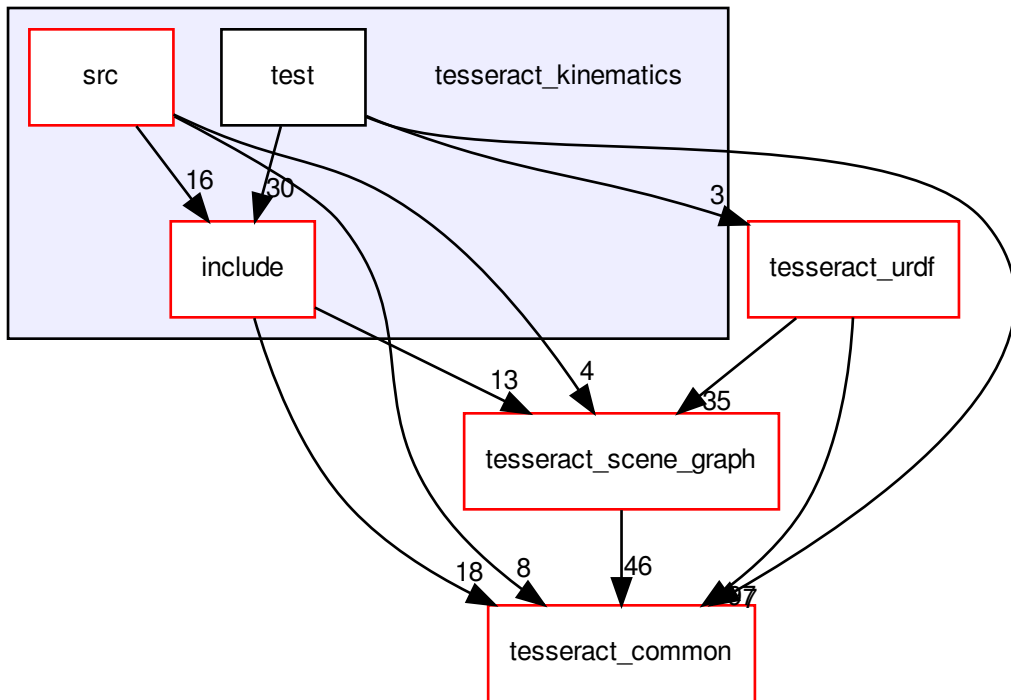 src
test
tesseract_kinematics
16
30
3
include
tesseract_urdf
13
4
35
tesseract_scene_graph
18
8
46
tesseract_common